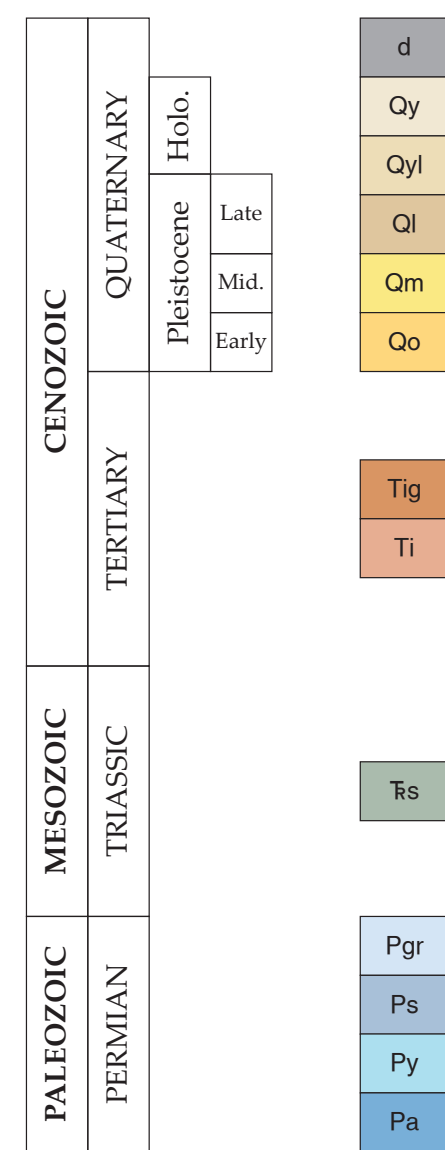 CENOZOIC
QUATERNARY
Holo.
Pleistocene
Late
Mid.
Early
TERTIARY
MESOZOIC
TRIASSIC
PALEOZOIC
PERMIAN
d
Qy
Qyl
Ql
Qm
Qo
Tig
Ti
TRs
Pgr
Ps
Py
Pa